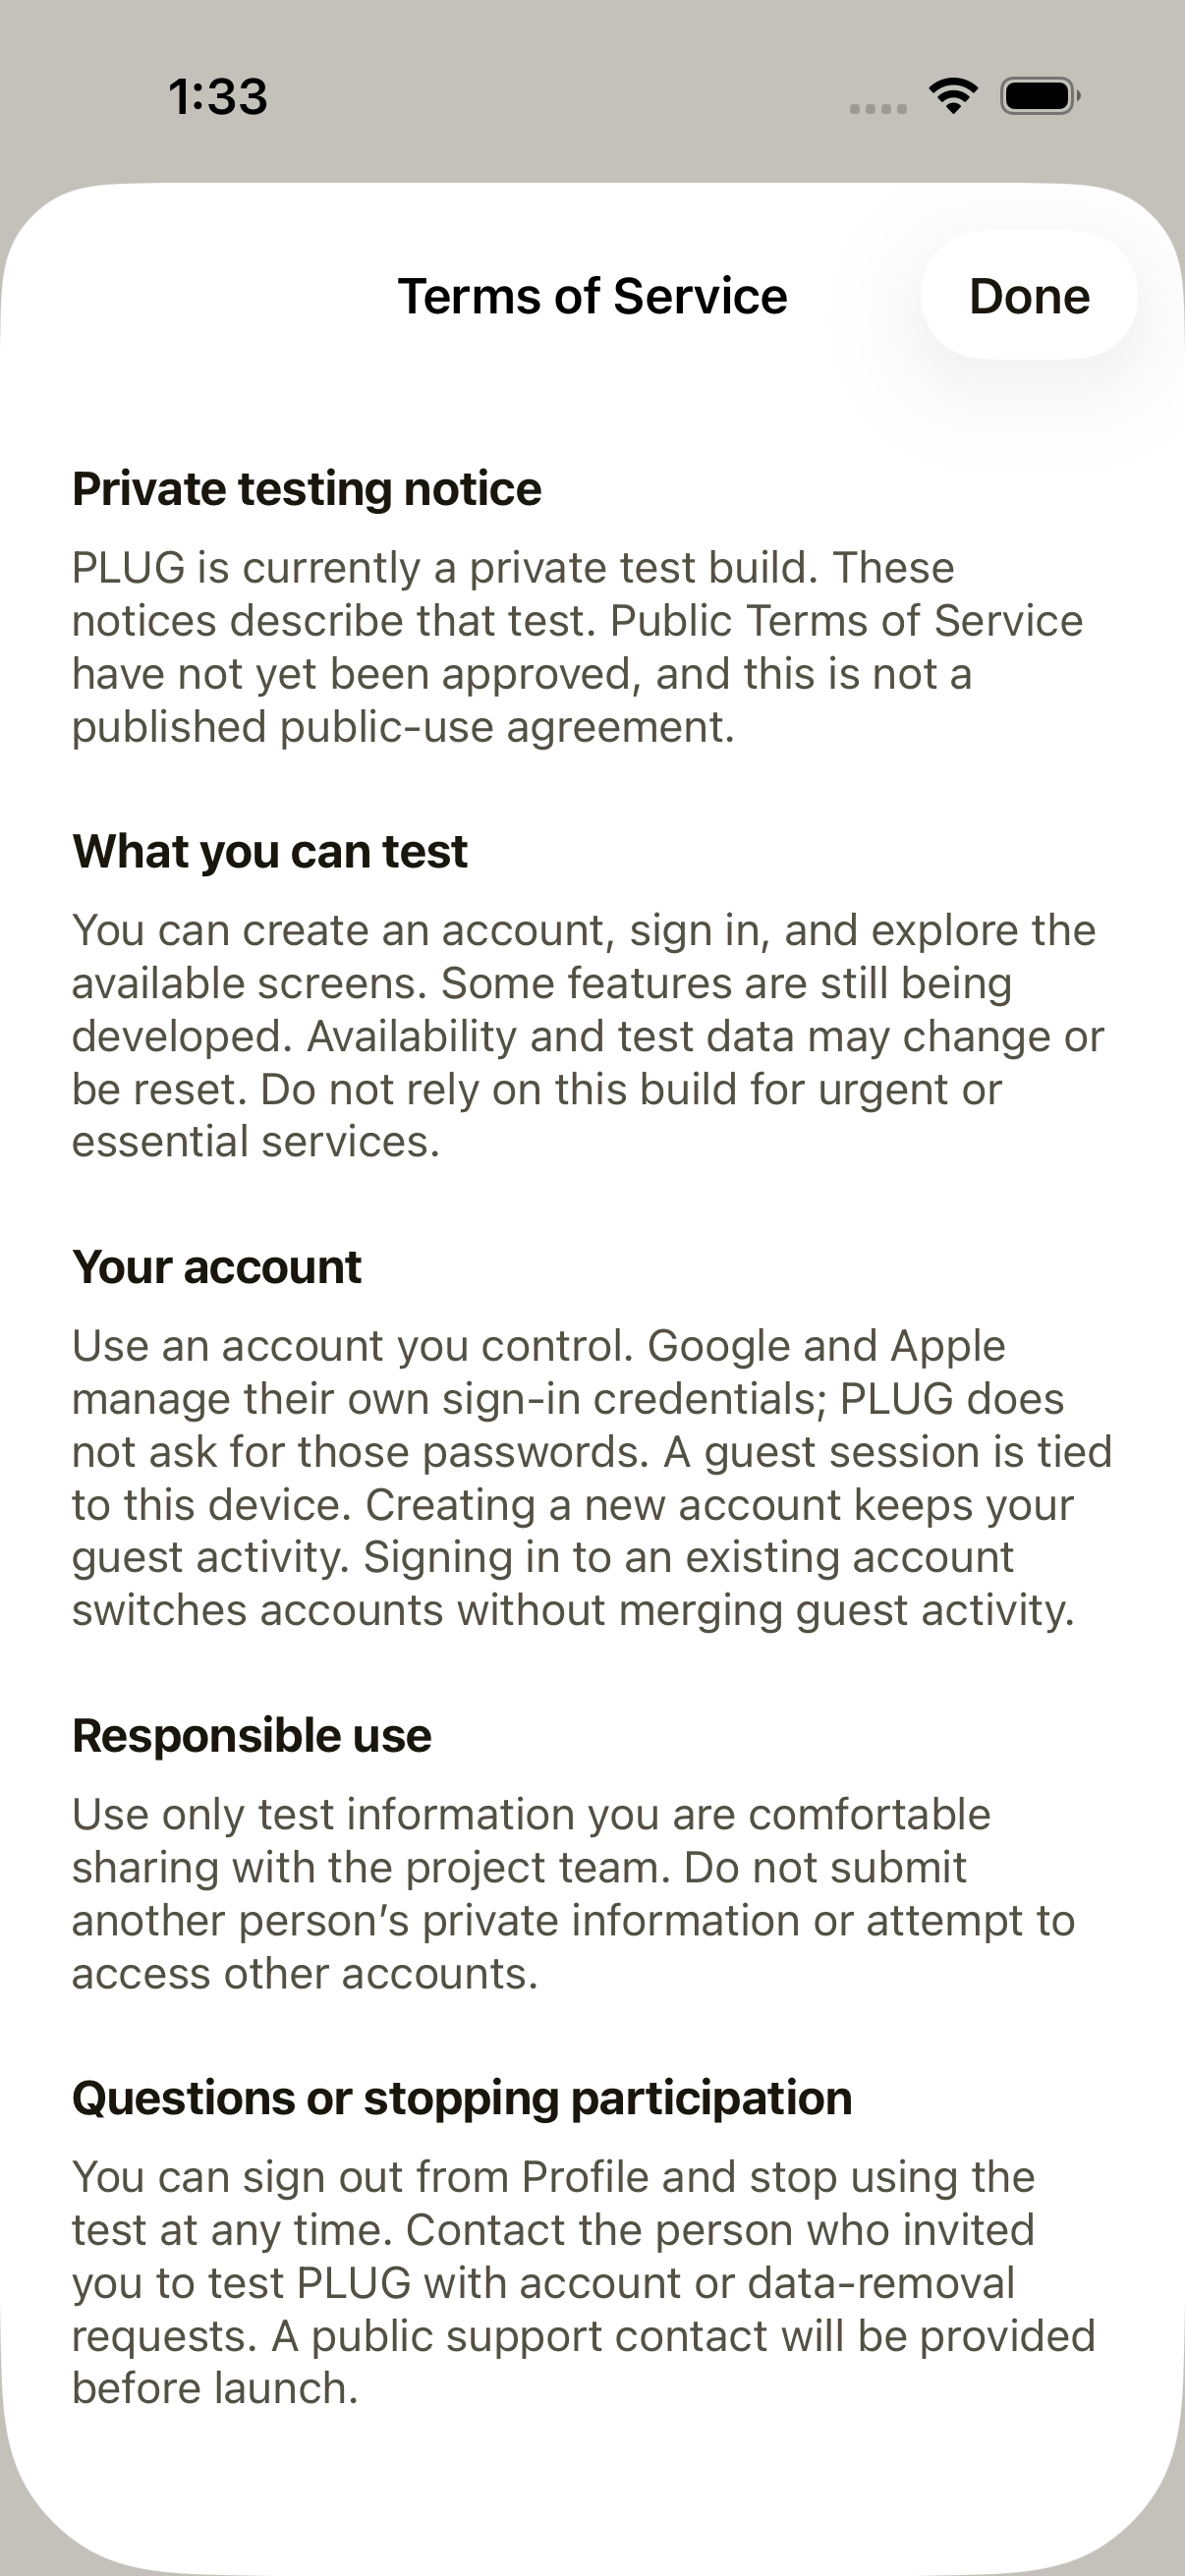 1:33
Terms of Service
Done
Private testing notice
PLUG is currently a private test build. These
notices describe that test. Public Terms of Service
have not yet been approved, and this is not a
published public-use agreement.
What you can test
You can create an account, sign in, and explore the
available screens. Some features are still being
developed. Availability and test data may change or
be reset. Do not rely on this build for urgent or
essential services.
Your account
Use an account you control. Google and Apple
manage their own sign-in credentials; PLUG does
not ask for those passwords. A guest session is tied
to this device. Creating a new account keeps your
guest activity. Signing in to an existing account
switches accounts without merging guest activity.
Responsible use
Use only test information you are comfortable
sharing with the project team. Do not submit
another person’s private information or attempt to
access other accounts.
Questions or stopping participation
You can sign out from Profile and stop using the
test at any time. Contact the person who invited
you to test PLUG with account or data-removal
requests. A public support contact will be provided
before launch.